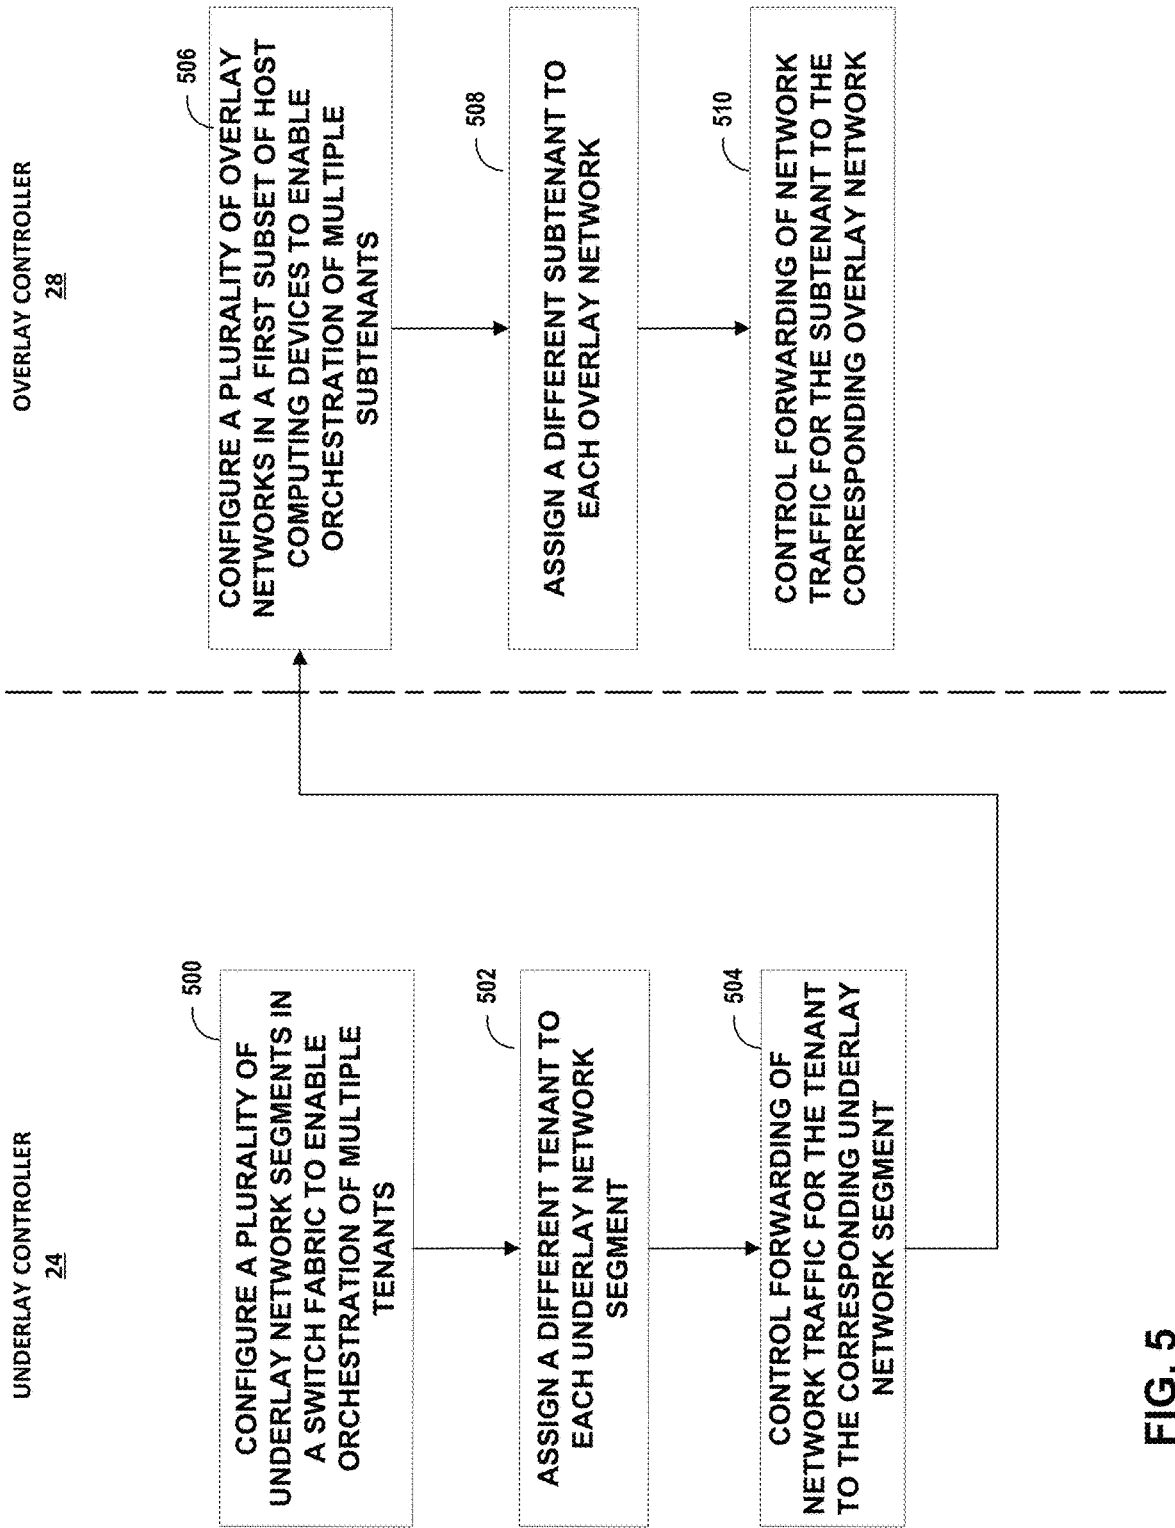 UNDERLAY CONTROLLER
24
500
CONFIGURE A PLURALITY OF
UNDERLAY NETWORK SEGMENTS IN
A SWITCH FABRIC TO ENABLE
ORCHESTRATION OF MULTIPLE
TENANTS
502
ASSIGN A DIFFERENT TENANT TO
EACH UNDERLAY NETWORK
SEGMENT
504
CONTROL FORWARDING OF
NETWORK TRAFFIC FOR THE TENANT
TO THE CORRESPONDING UNDERLAY
NETWORK SEGMENT
OVERLAY CONTROLLER
28
506
CONFIGURE A PLURALITY OF OVERLAY
NETWORKS IN A FIRST SUBSET OF HOST
COMPUTING DEVICES TO ENABLE
ORCHESTRATION OF MULTIPLE
SUBTENANTS
508
ASSIGN A DIFFERENT SUBTENANT TO
EACH OVERLAY NETWORK
510
CONTROL FORWARDING OF NETWORK
TRAFFIC FOR THE SUBTENANT TO THE
CORRESPONDING OVERLAY NETWORK
FIG. 5